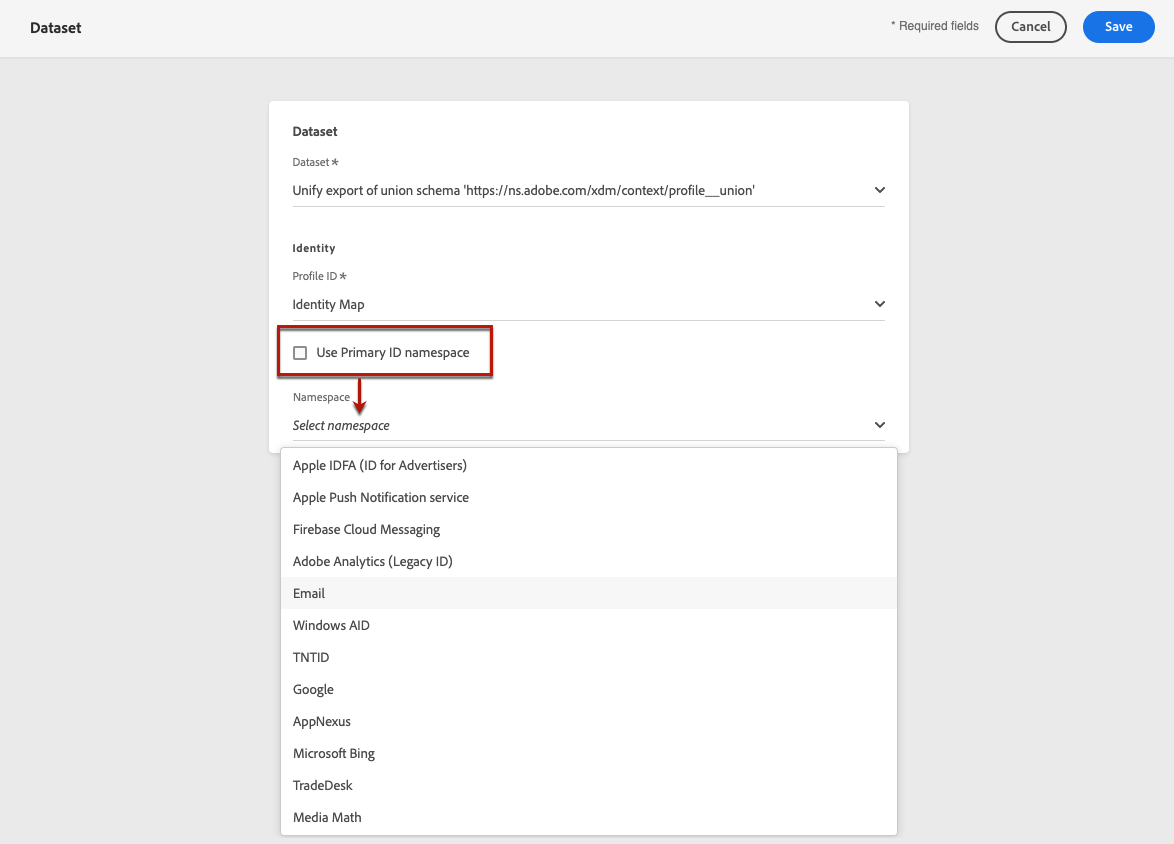 Dataset
* Required fields
Cancel
Save
Dataset
Dataset *
Unify export of union schema 'https://ns.adobe.com/xdm/context/profile__union'
Identity
Profile ID *
Identity Map
Use Primary ID namespace
Namespace
Select namespace
Apple IDFA (ID for Advertisers)
Apple Push Notification service
Firebase Cloud Messaging
Adobe Analytics (Legacy ID)
Email
Windows AID
TNTID
Google
AppNexus
Microsoft Bing
TradeDesk
Media Math